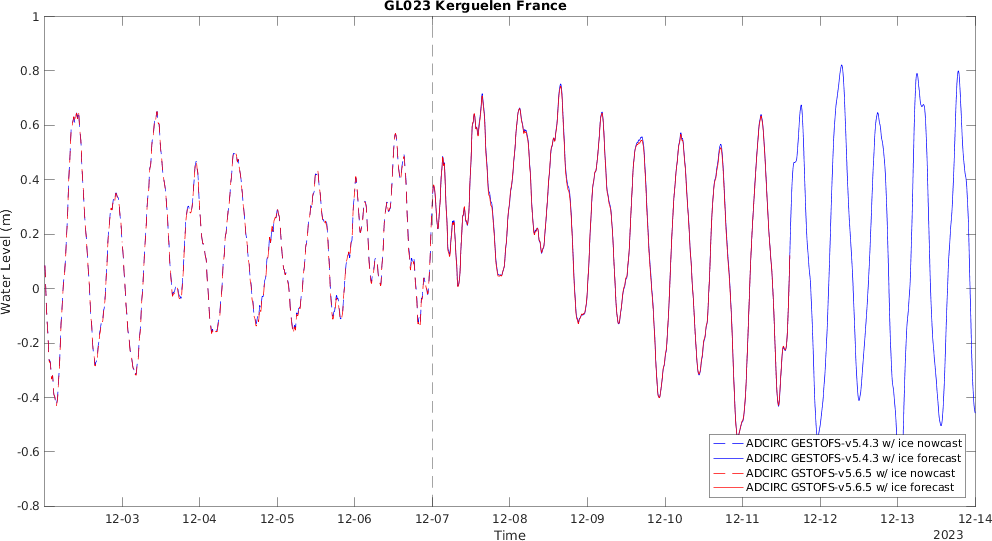 GL023 Kerguelen France
1
0.8
0.6
0.4
0.2
0
-0.2
-0.4
-0.6
-0.8
Water Level (m)
ADCIRC GESTOFS-v5.4.3 w/ ice nowcast
ADCIRC GESTOFS-v5.4.3 w/ ice forecast
ADCIRC GSTOFS-v5.6.5 w/ ice nowcast
ADCIRC GSTOFS-v5.6.5 w/ ice forecast
12-03 12-04 12-05 12-06 12-07 12-08 12-09 12-10 12-11 12-12 12-13 12-14
Time
2023